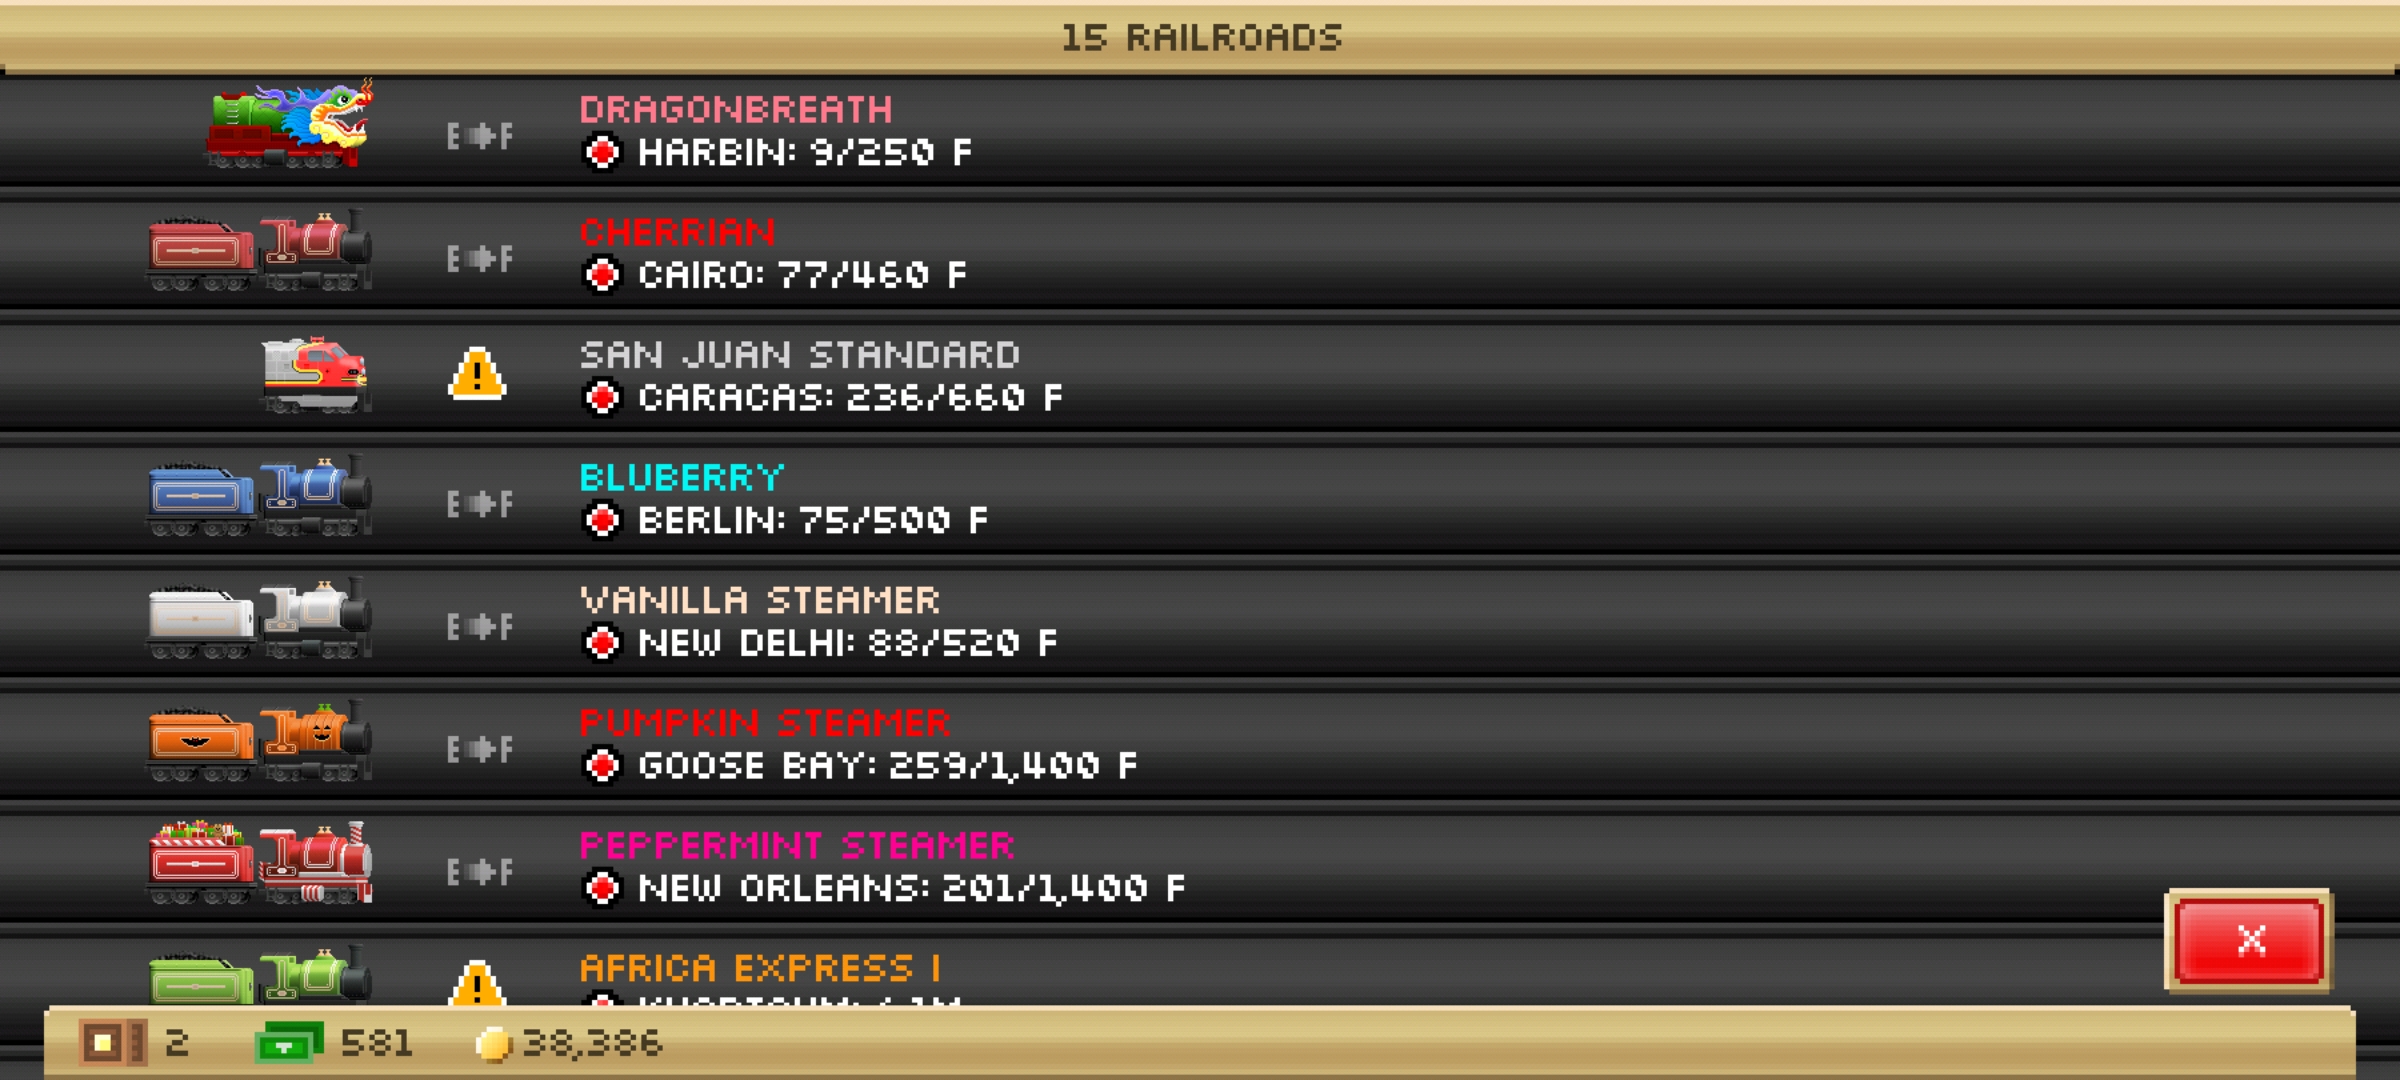 15 RAILROADS
E F
DRAGONBREATH
HARBIN: 9/250 F
E F
CHERRIAN
CAIRO: 77/460 F
!
SAN JUAN STANDARD
CARACAS: 236/660 F
E F
BLUBERRY
BERLIN: 75/500 F
E F
VANILLA STEAMER
NEW DELHI: 88/520 F
E F
PUMPKIN STEAMER
GOOSE BAY: 259/1,400 F
E F
PEPPERMINT STEAMER
NEW ORLEANS: 201/1,400 F
X
!
AFRICA EXPRESS I
2 581 38,386